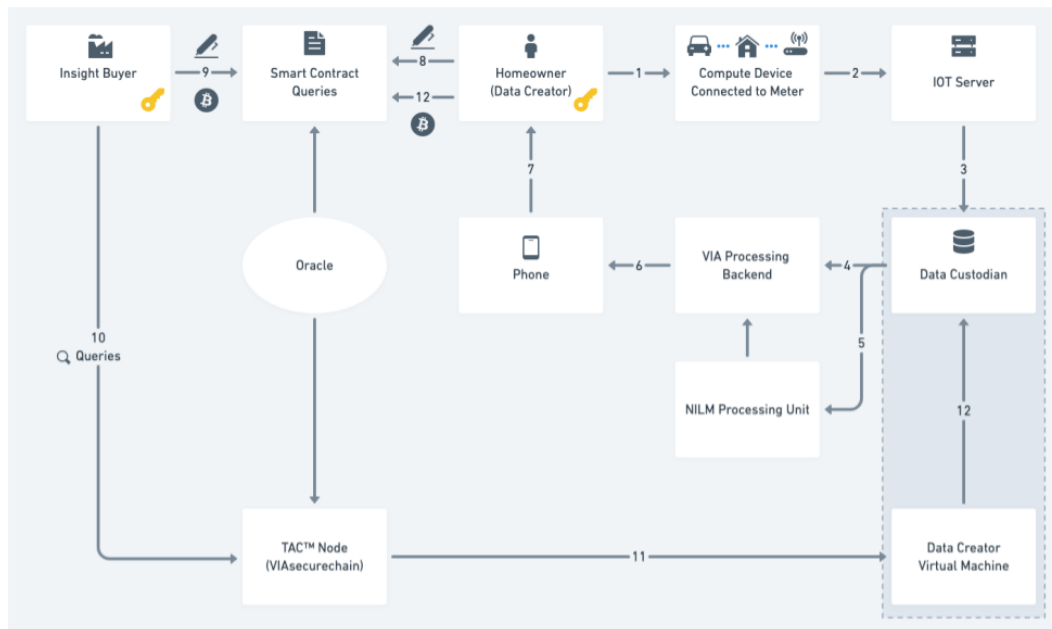 Insight Buyer
9
Smart Contract
Queries
8
12
Homeowner
(Data Creator)
1
Compute Device
Connected to Meter
2
IOT Server
3
7
Oracle
Phone
6
VIA Processing
Backend
4
Data Custodian
5
10
Queries
NILM Processing Unit
12
TAC™ Node
(VIAsecurechain)
11
Data Creator
Virtual Machine